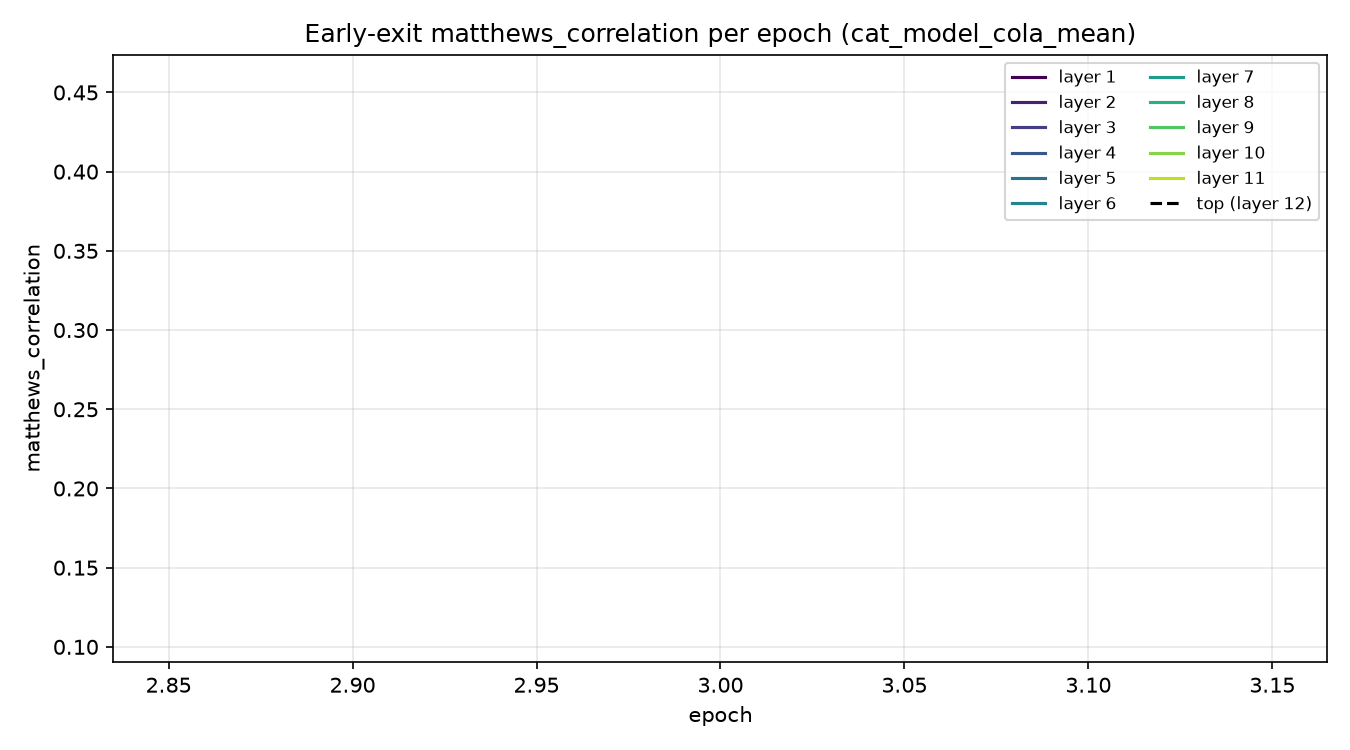 Early-exit matthews_correlation per epoch (cat_model_cola_mean)
matthews_correlation
0.45
0.40
0.35
0.30
0.25
0.20
0.15
0.10
layer 1
layer 2
layer 3
layer 4
layer 5
layer 6
layer 7
layer 8
layer 9
layer 10
layer 11
top (layer 12)
2.85 2.90 2.95 3.00 3.05 3.10 3.15
epoch